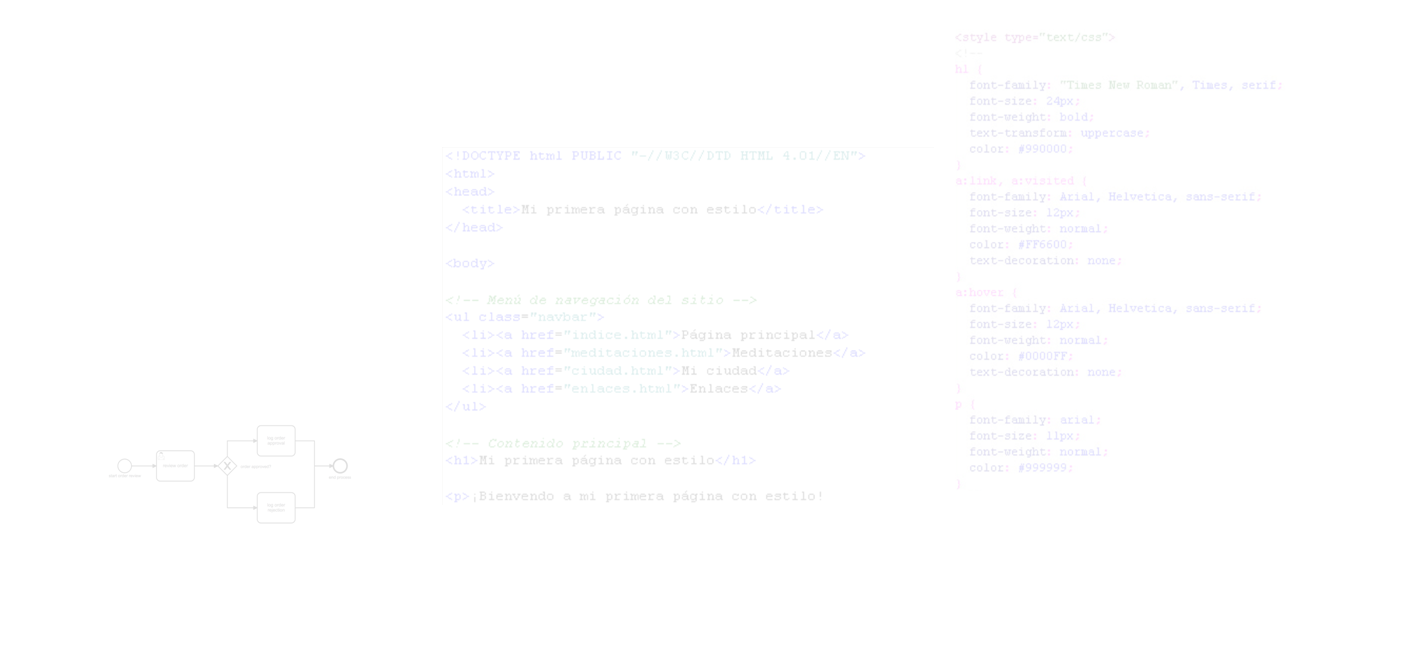 <!DOCTYPE html PUBLIC "-//W3C//DTD HTML 4.01//EN">
<html>
<head>
  <title>Mi primera página con estilo</title>
</head>
<body>
<!-- Menú de navegación del sitio -->
<ul class="navbar">
  <li><a href="indice.html">Página principal</a>
  <li><a href="meditaciones.html">Meditaciones</a>
  <li><a href="ciudad.html">Mi ciudad</a>
  <li><a href="enlaces.html">Enlaces</a>
</ul>
<!-- Contenido principal -->
<h1>Mi primera página con estilo</h1>
<p>¡Bienvendo a mi primera página con estilo!
<style type="text/css">
<!--
h1 {
  font-family: "Times New Roman", Times, serif;
  font-size: 24px;
  font-weight: bold;
  text-transform: uppercase;
  color: #990000;
}
a:link, a:visited {
  font-family: Arial, Helvetica, sans-serif;
  font-size: 12px;
  font-weight: normal;
  color: #FF6600;
  text-decoration: none;
}
a:hover {
  font-family: Arial, Helvetica, sans-serif;
  font-size: 12px;
  font-weight: normal;
  color: #0000FF;
  text-decoration: none;
}
p {
  font-family: arial;
  font-size: 11px;
  font-weight: normal;
  color: #999999;
}